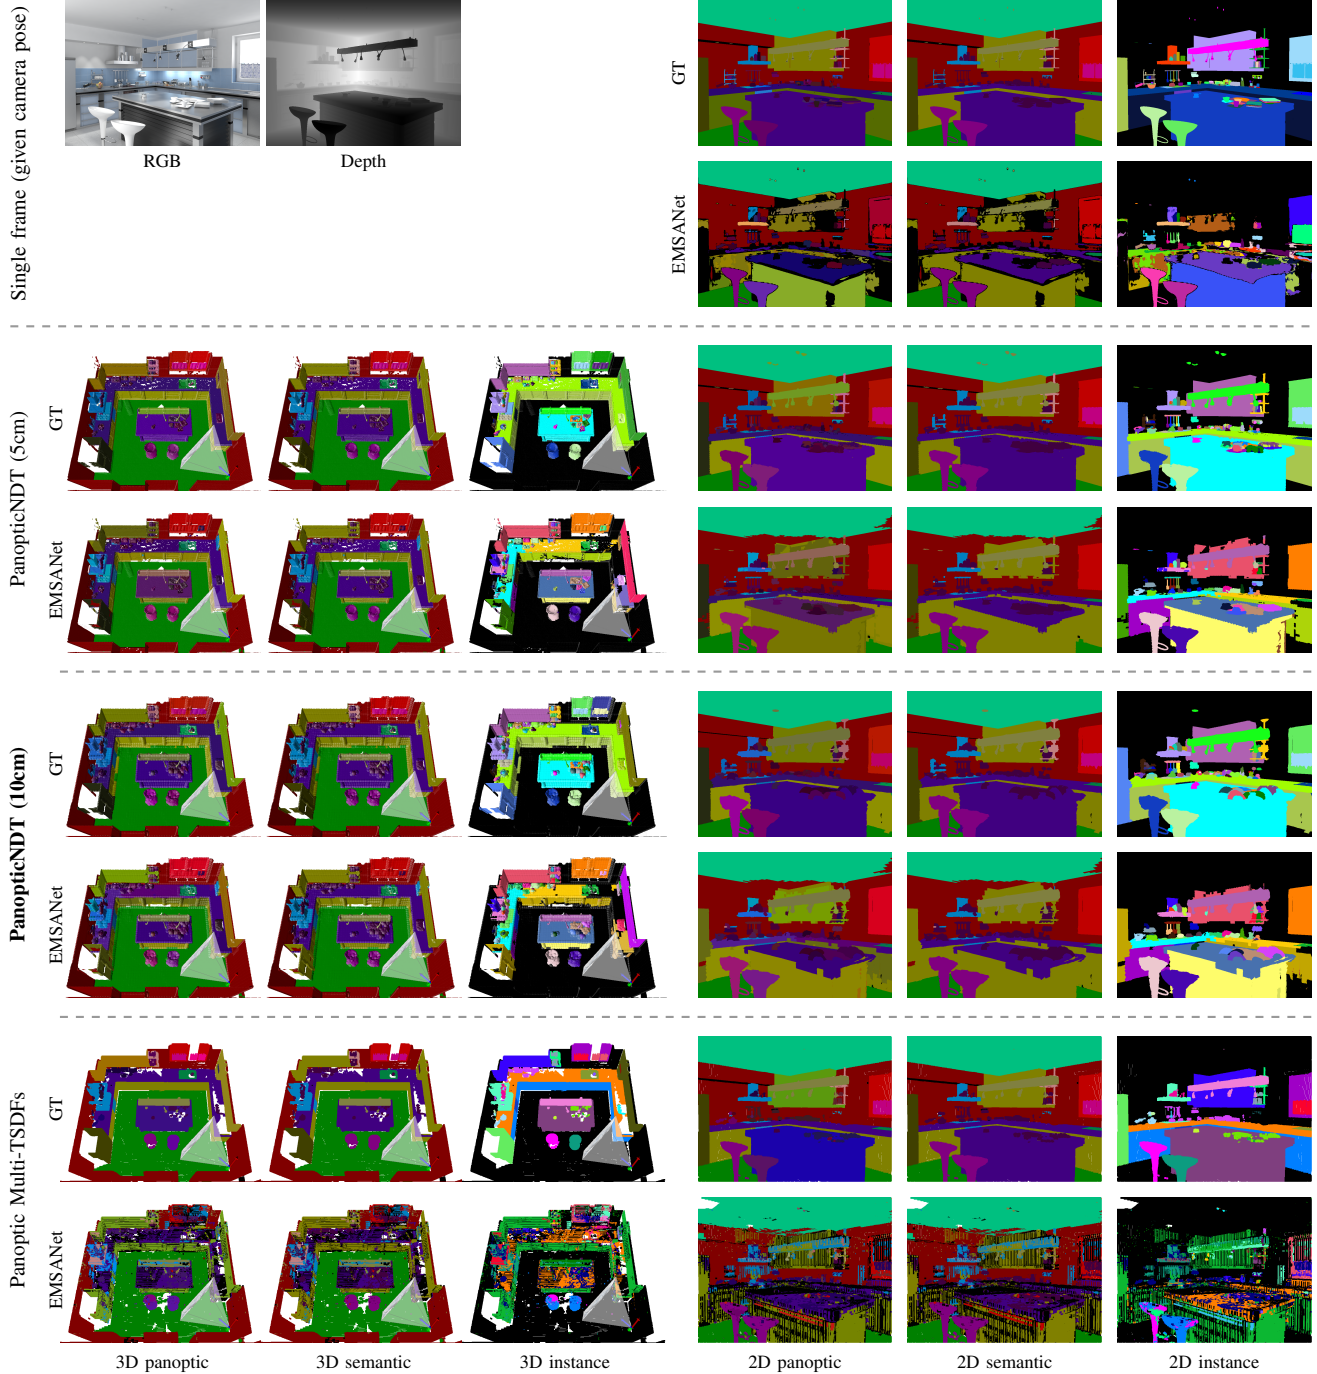 Single frame (given camera pose)
RGB
Depth
GT
EMSANet
PanopticNDT (5cm)
GT
EMSANet
PanopticNDT (10cm)
GT
EMSANet
Panoptic Multi-TSDFs
GT
EMSANet
3D panoptic
3D semantic
3D instance
2D panoptic
2D semantic
2D instance